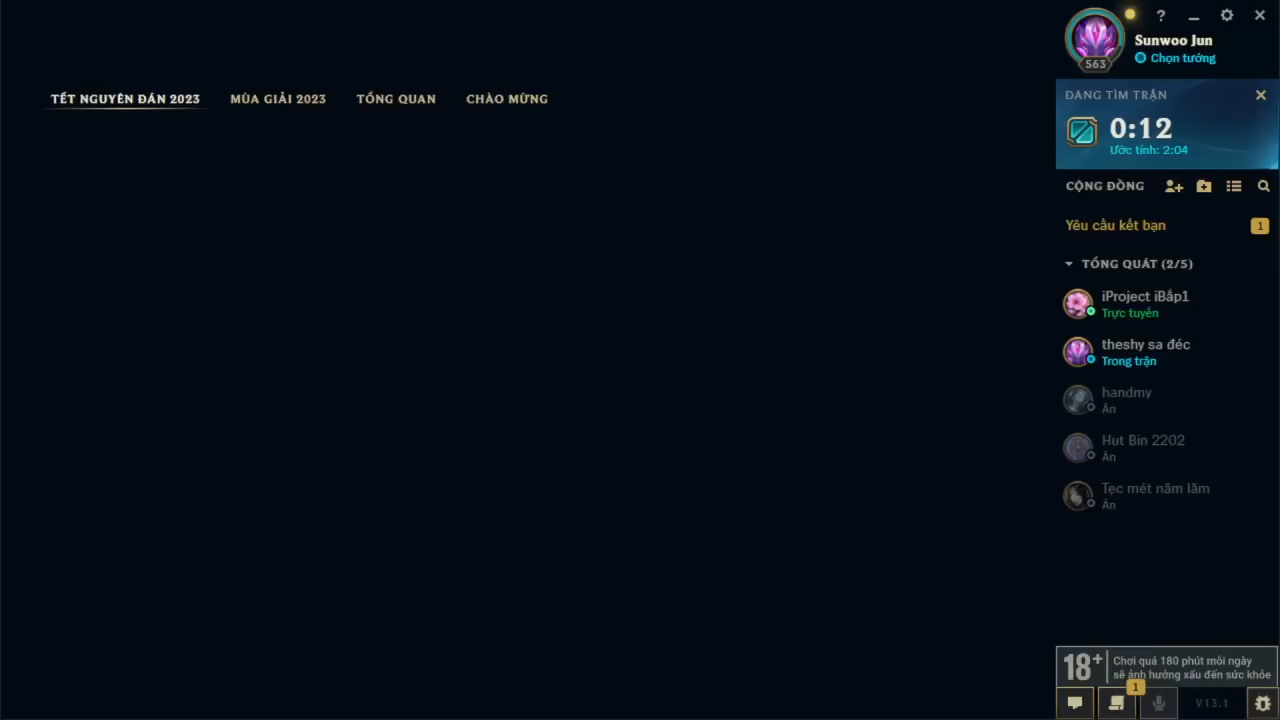 ?
Sunwoo Jun
563
Chọn tướng
TẾT NGUYÊN ĐÁN 2023
MÙA GIẢI 2023
TỔNG QUAN
CHÀO MỪNG
ĐANG TÌM TRẬN
0:12
Ước tính: 2:04
CỘNG ĐỒNG
Yêu cầu kết bạn
1
TỔNG QUÁT (2/5)
iProject iBắp1
Trực tuyến
theshy sa đéc
Trong trận
handmy
Ẩn
Hut Bin 2202
Ẩn
Tẹc mét năm lăm
Ẩn
18+
Chơi quá 180 phút mỗi ngày
sẽ ảnh hưởng xấu đến sức khỏe
1
V13.1